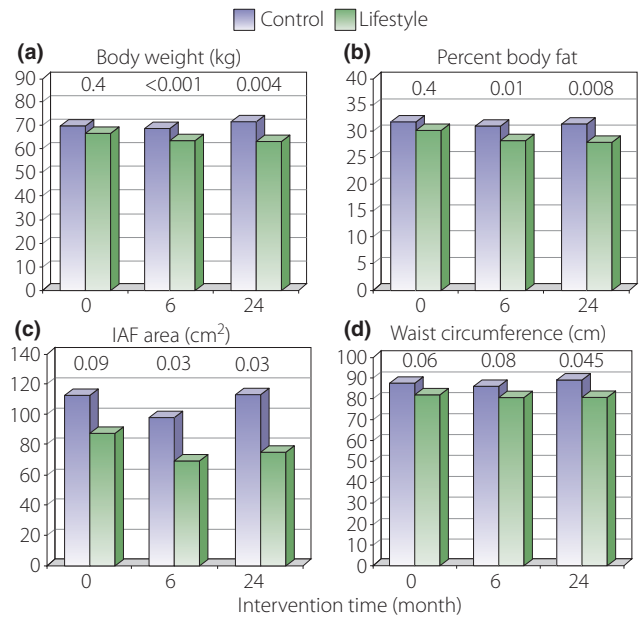 Control Lifestyle
(a) Body weight (kg)
0.4 <0.001 0.004
90
80
70
60
50
40
30
20
10
0
0 6 24
(b) Percent body fat
0.4 0.01 0.008
40
35
30
25
20
15
10
5
0
0 6 24
(c) IAF area (cm²)
0.09 0.03 0.03
140
120
100
80
60
40
20
0
0 6 24
(d) Waist circumference (cm)
0.06 0.08 0.045
100
90
80
70
60
50
40
30
20
10
0
0 6 24
Intervention time (month)